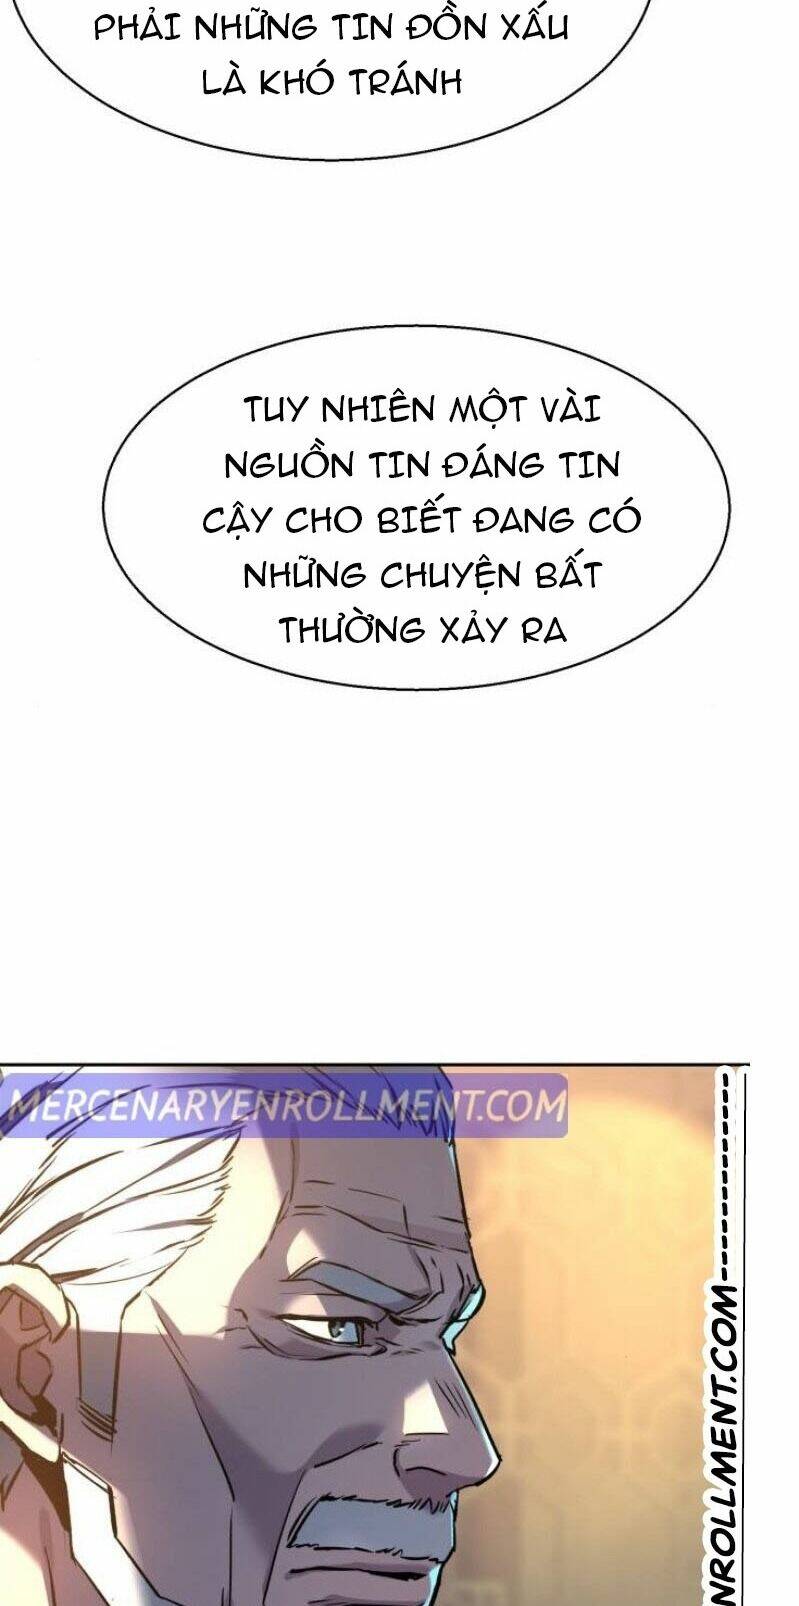 PHẢI NHỮNG TIN ĐỒN XẤU
LÀ KHÓ TRÁNH
TUY NHIÊN MỘT VÀI
NGUỒN TIN ĐÁNG TIN
CẬY CHO BIẾT ĐANG CÓ
NHỮNG CHUYỆN BẤT
THƯỜNG XẢY RA
MERCENARYENROLLMENT.COM
NROLLMENT.COM